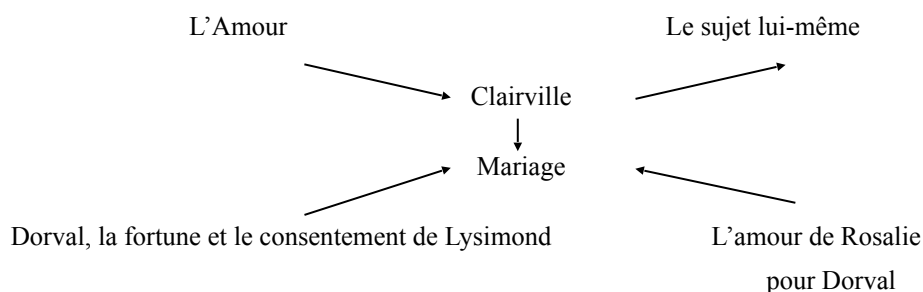 L’Amour
Le sujet lui-même
Clairville
Mariage
Dorval, la fortune et le consentement de Lysimond
L’amour de Rosalie
pour Dorval